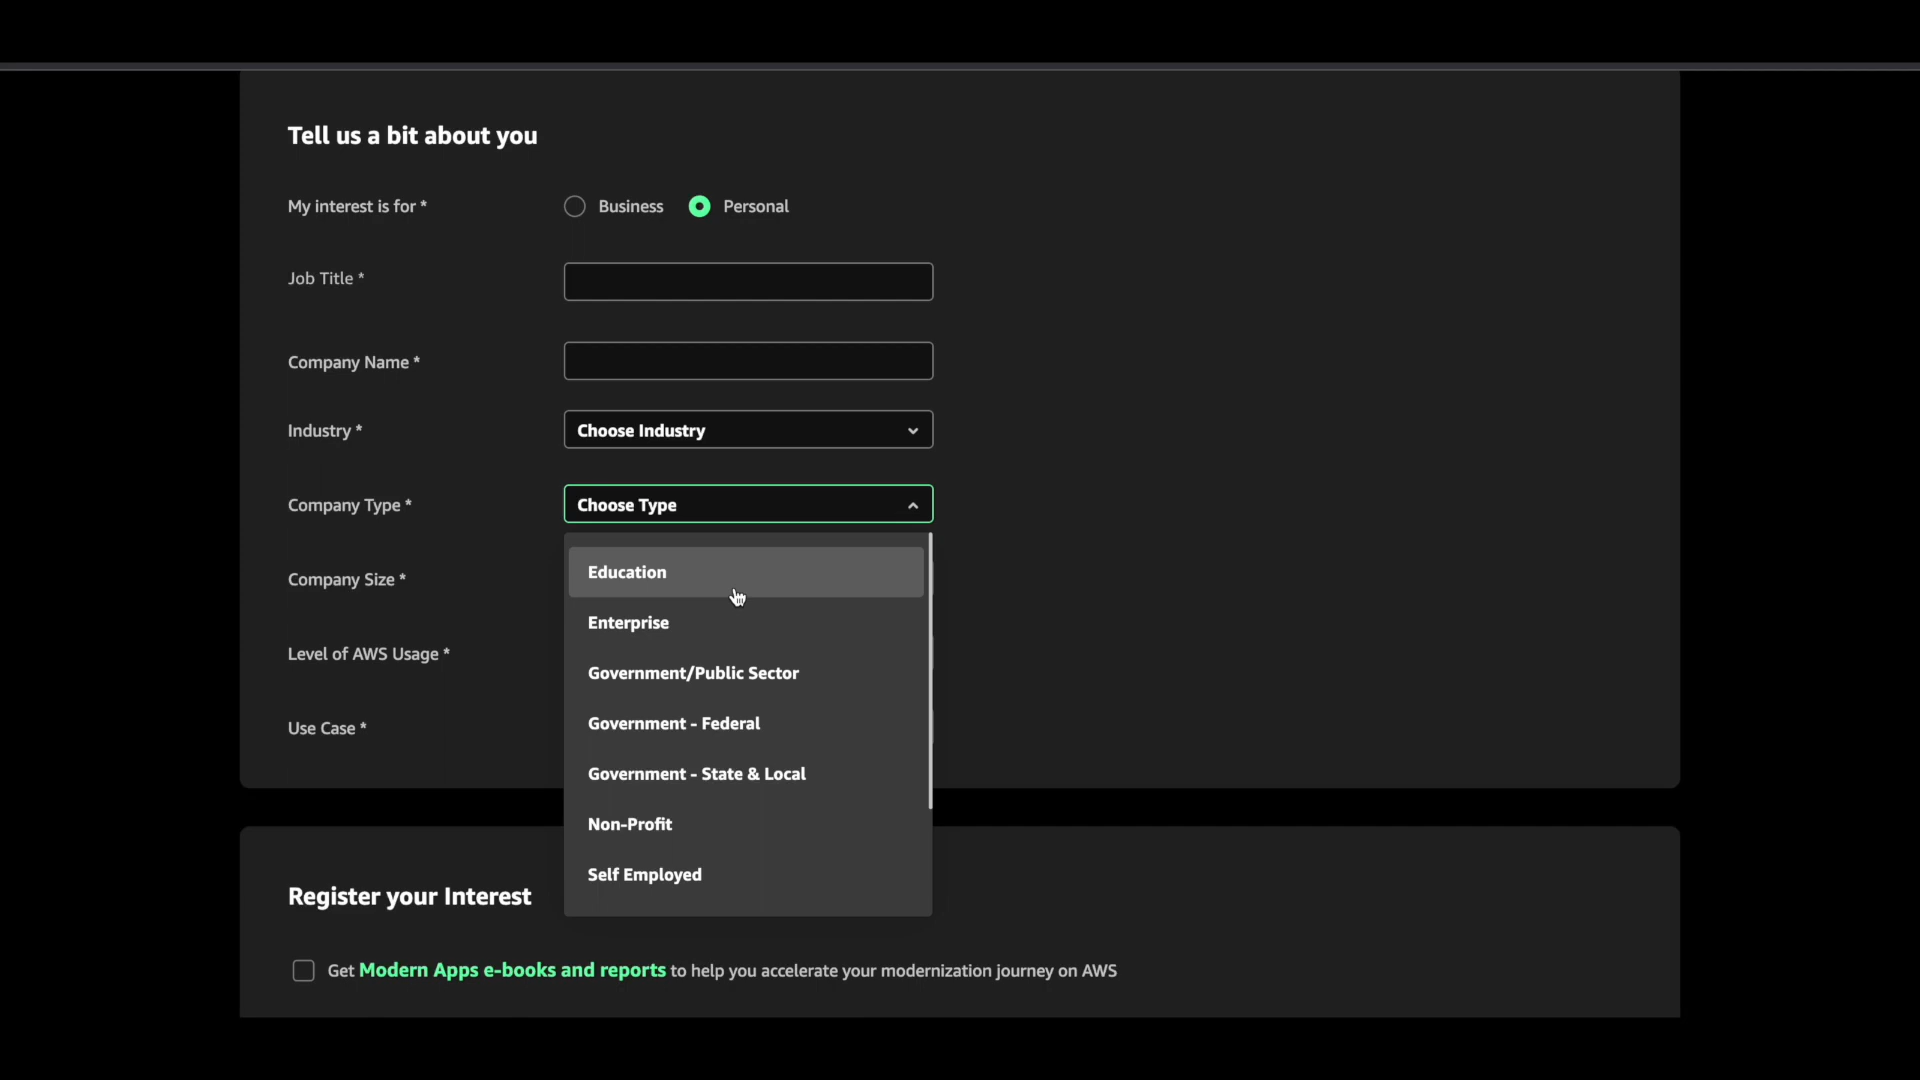 Tell us a bit about you
My interest is for *
Business
Personal
Job Title *
Company Name *
Industry *
Choose Industry
Company Type *
Choose Type
Education
Company Size *
Enterprise
Level of AWS Usage *
Government/Public Sector
Government - Federal
Use Case *
Government - State & Local
Non-Profit
Self Employed
Register your Interest
Get Modern Apps e-books and reports to help you accelerate your modernization journey on AWS